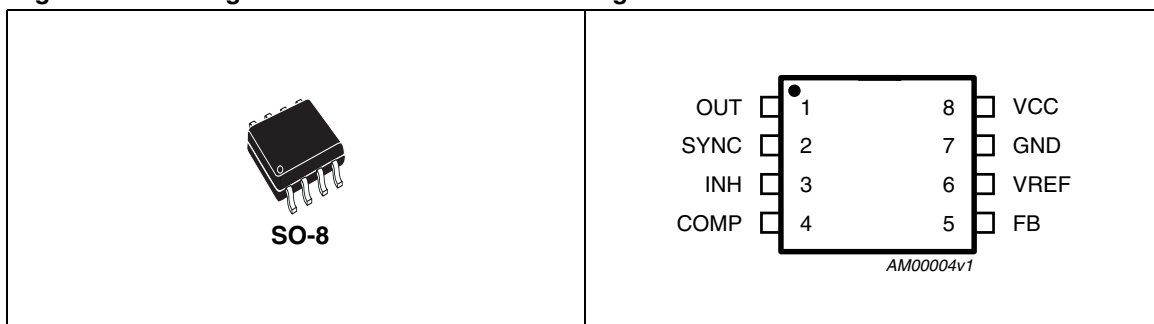 SO-8
OUT 1 8 VCC
SYNC 2 7 GND
INH 3 6 VREF
COMP 4 5 FB
AM00004v1